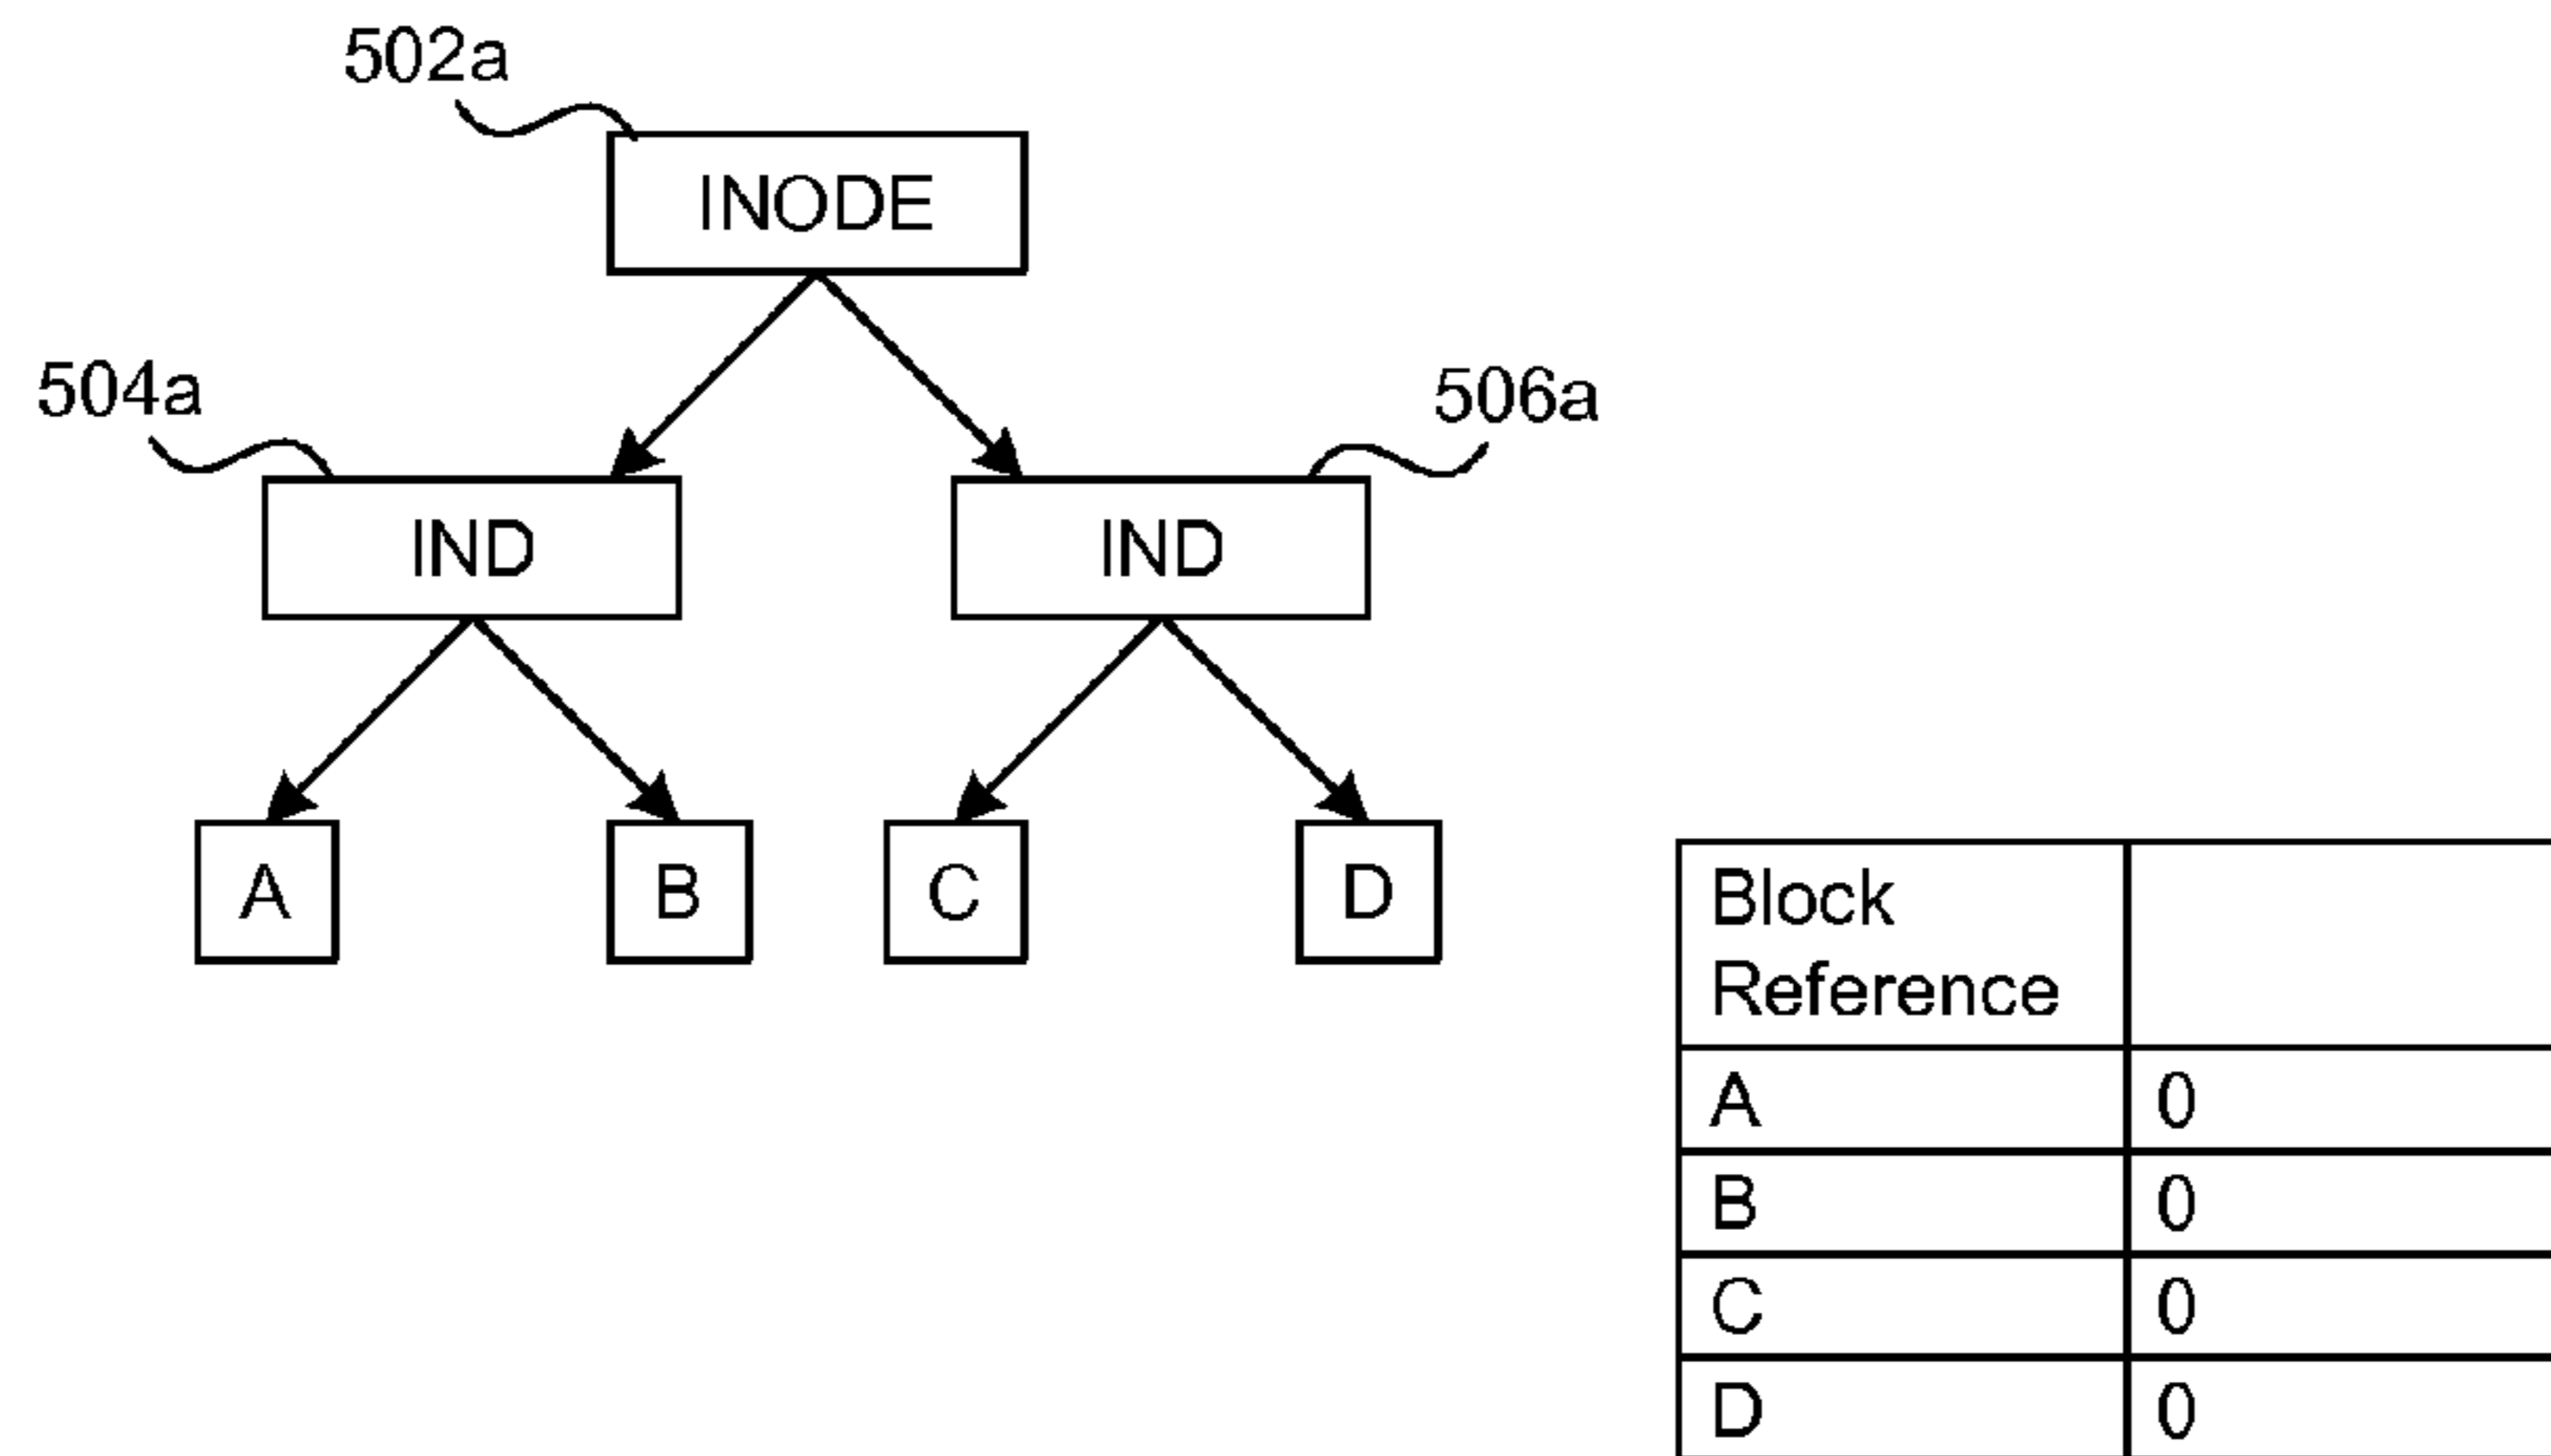 502a
INODE
504a
506a
IND IND
A B C D
Block
Reference
A 0
B 0
C 0
D 0